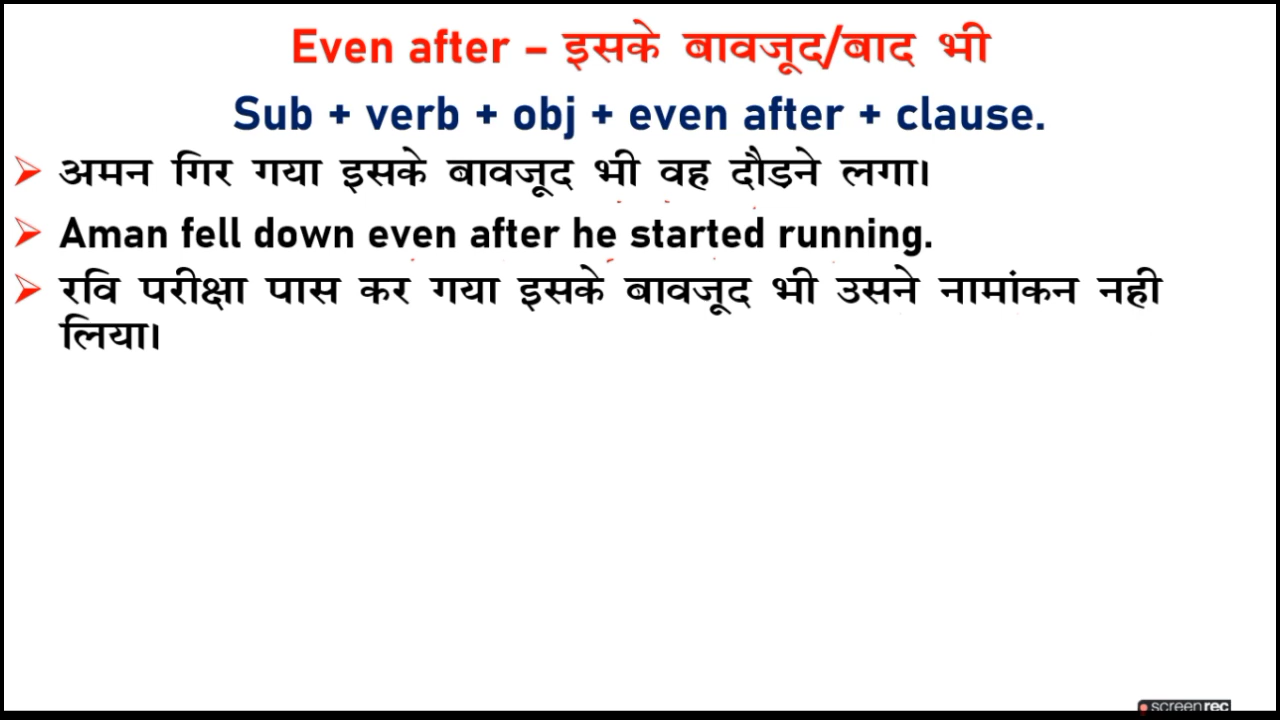 Even after – इसके बावजूद/बाद भी
Sub + verb + obj + even after + clause.
अमन गिर गया इसके बावजूद भी वह दौडने लगा।
Aman fell down even after he started running.
रवि परीक्षा पास कर गया इसके बावजूद भी उसने नामांकन नही
लिया।
screenrec